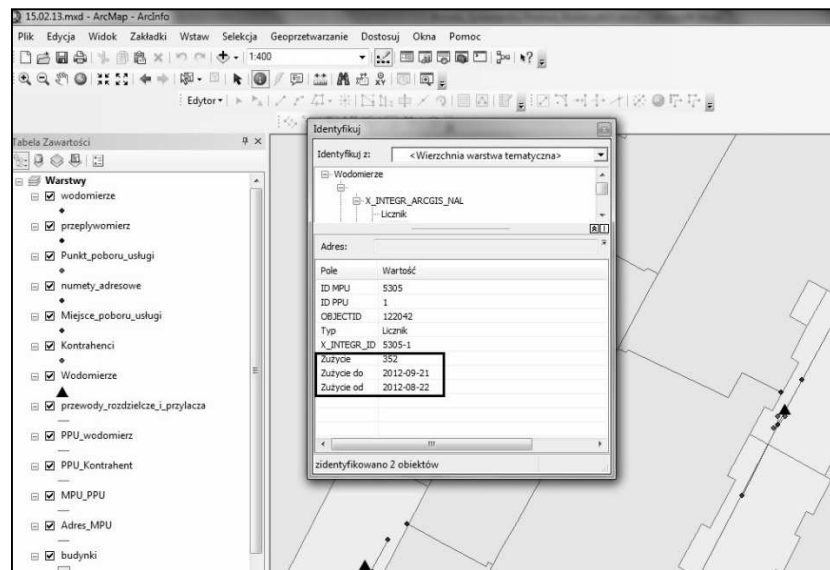 15.02.13.mxd - ArcMap - ArcInfo
Plik Edycja Widok Zakładki Wstaw Selekcja Geoprzetwarzanie Dostosuj Okna Pomoc
1:400
Edytor
Tabela Zawartości
Warstwy
wodomierze
przeplywomierz
Punkt_poboru_usługi
numety_adresowe
Miejsce_poboru_usługi
Kontrahenci
Wodomierze
przewody_rozdzielcze_i_przylacza
PPU_wodomierz
PPU_Kontrahent
MPU_PPU
Adres_MPU
budynki
Identyfikuj
Identyfikuj z: <Wierzchnia warstwa tematyczna>
Wodomierze
X_INTEGR_ARCGIS_NAL
Licznik
Adres:
Pole Wartość
ID MPU 5305
ID PPU 1
OBJECTID 122042
Typ Licznik
X_INTEGR_ID 5305-1
Zużycie 352
Zużycie do 2012-09-21
Zużycie od 2012-08-22
zidentyfikowano 2 obiektów